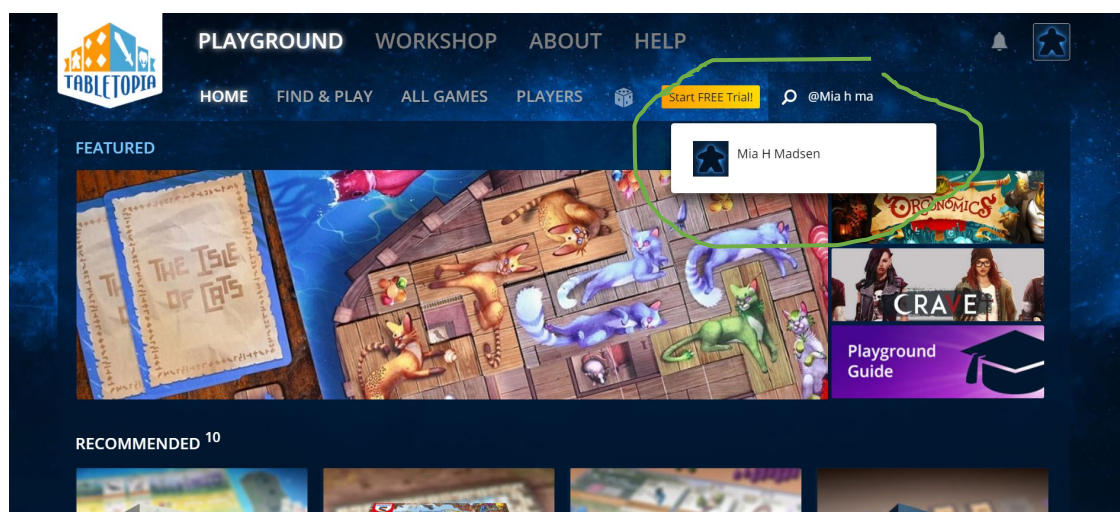 PLAYGROUND WORKSHOP ABOUT HELP
TABLETOPIA
HOME FIND & PLAY ALL GAMES PLAYERS Start FREE Trial! @Mia h ma
Mia H Madsen
FEATURED
ORCONOMICS
THE ISLE
OF CATS
CRAVE
Playground
Guide
RECOMMENDED 10